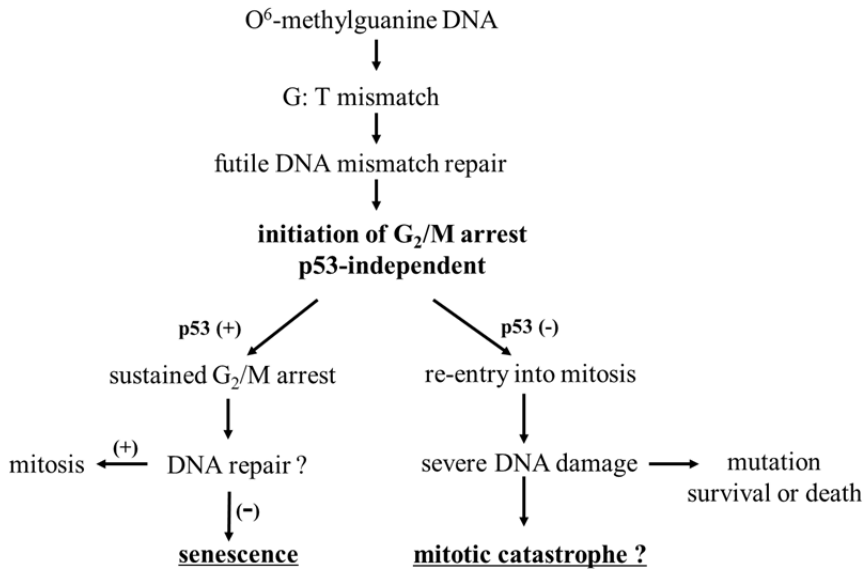 O⁶-methylguanine DNA
G: T mismatch
futile DNA mismatch repair
initiation of G₂/M arrest
p53-independent
p53 (+)
p53 (-)
sustained G₂/M arrest
re-entry into mitosis
mitosis
(+)
DNA repair ?
severe DNA damage
mutation
survival or death
(-)
senescence
mitotic catastrophe ?